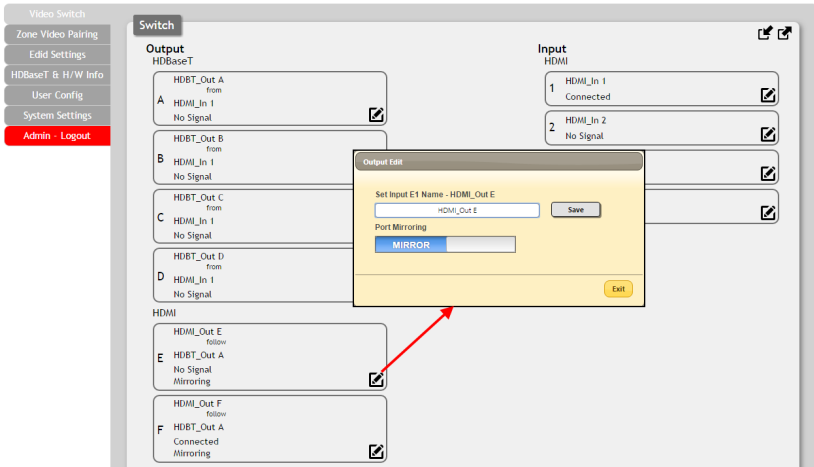 Video Switch
Zone Video Pairing
Edid Settings
HDBaseT & H/W Info
User Config
System Settings
Admin - Logout
Switch
Output
HDBaseT
A
HDBT_Out A
from
HDMI_In 1
No Signal
B
HDBT_Out B
from
HDMI_In 1
No Signal
C
HDBT_Out C
from
HDMI_In 1
No Signal
D
HDBT_Out D
from
HDMI_In 1
No Signal
HDMI
E
HDMI_Out E
follow
HDBT_Out A
No Signal
Mirroring
F
HDMI_Out F
follow
HDBT_Out A
Connected
Mirroring
Input
HDMI
1
HDMI_In 1
Connected
2
HDMI_In 2
No Signal
Output Edit
Set Input E1 Name - HDMI_Out E
HDMI_Out E
Save
Port Mirroring
MIRROR
Exit